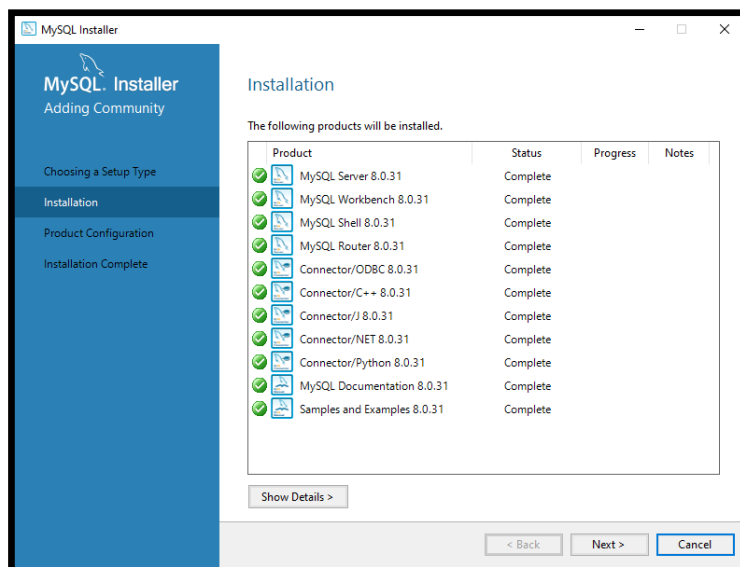 MySQL Installer
MySQL. Installer
Adding Community
Choosing a Setup Type
Installation
Product Configuration
Installation Complete
Installation
The following products will be installed.
Product Status Progress Notes
MySQL Server 8.0.31 Complete
MySQL Workbench 8.0.31 Complete
MySQL Shell 8.0.31 Complete
MySQL Router 8.0.31 Complete
Connector/ODBC 8.0.31 Complete
Connector/C++ 8.0.31 Complete
Connector/J 8.0.31 Complete
Connector/NET 8.0.31 Complete
Connector/Python 8.0.31 Complete
MySQL Documentation 8.0.31 Complete
Samples and Examples 8.0.31 Complete
Show Details >
< Back Next > Cancel